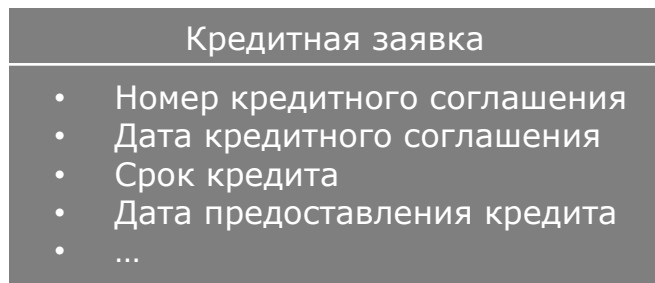 Кредитная заявка
• Номер кредитного соглашения
• Дата кредитного соглашения
• Срок кредита
• Дата предоставления кредита
• …